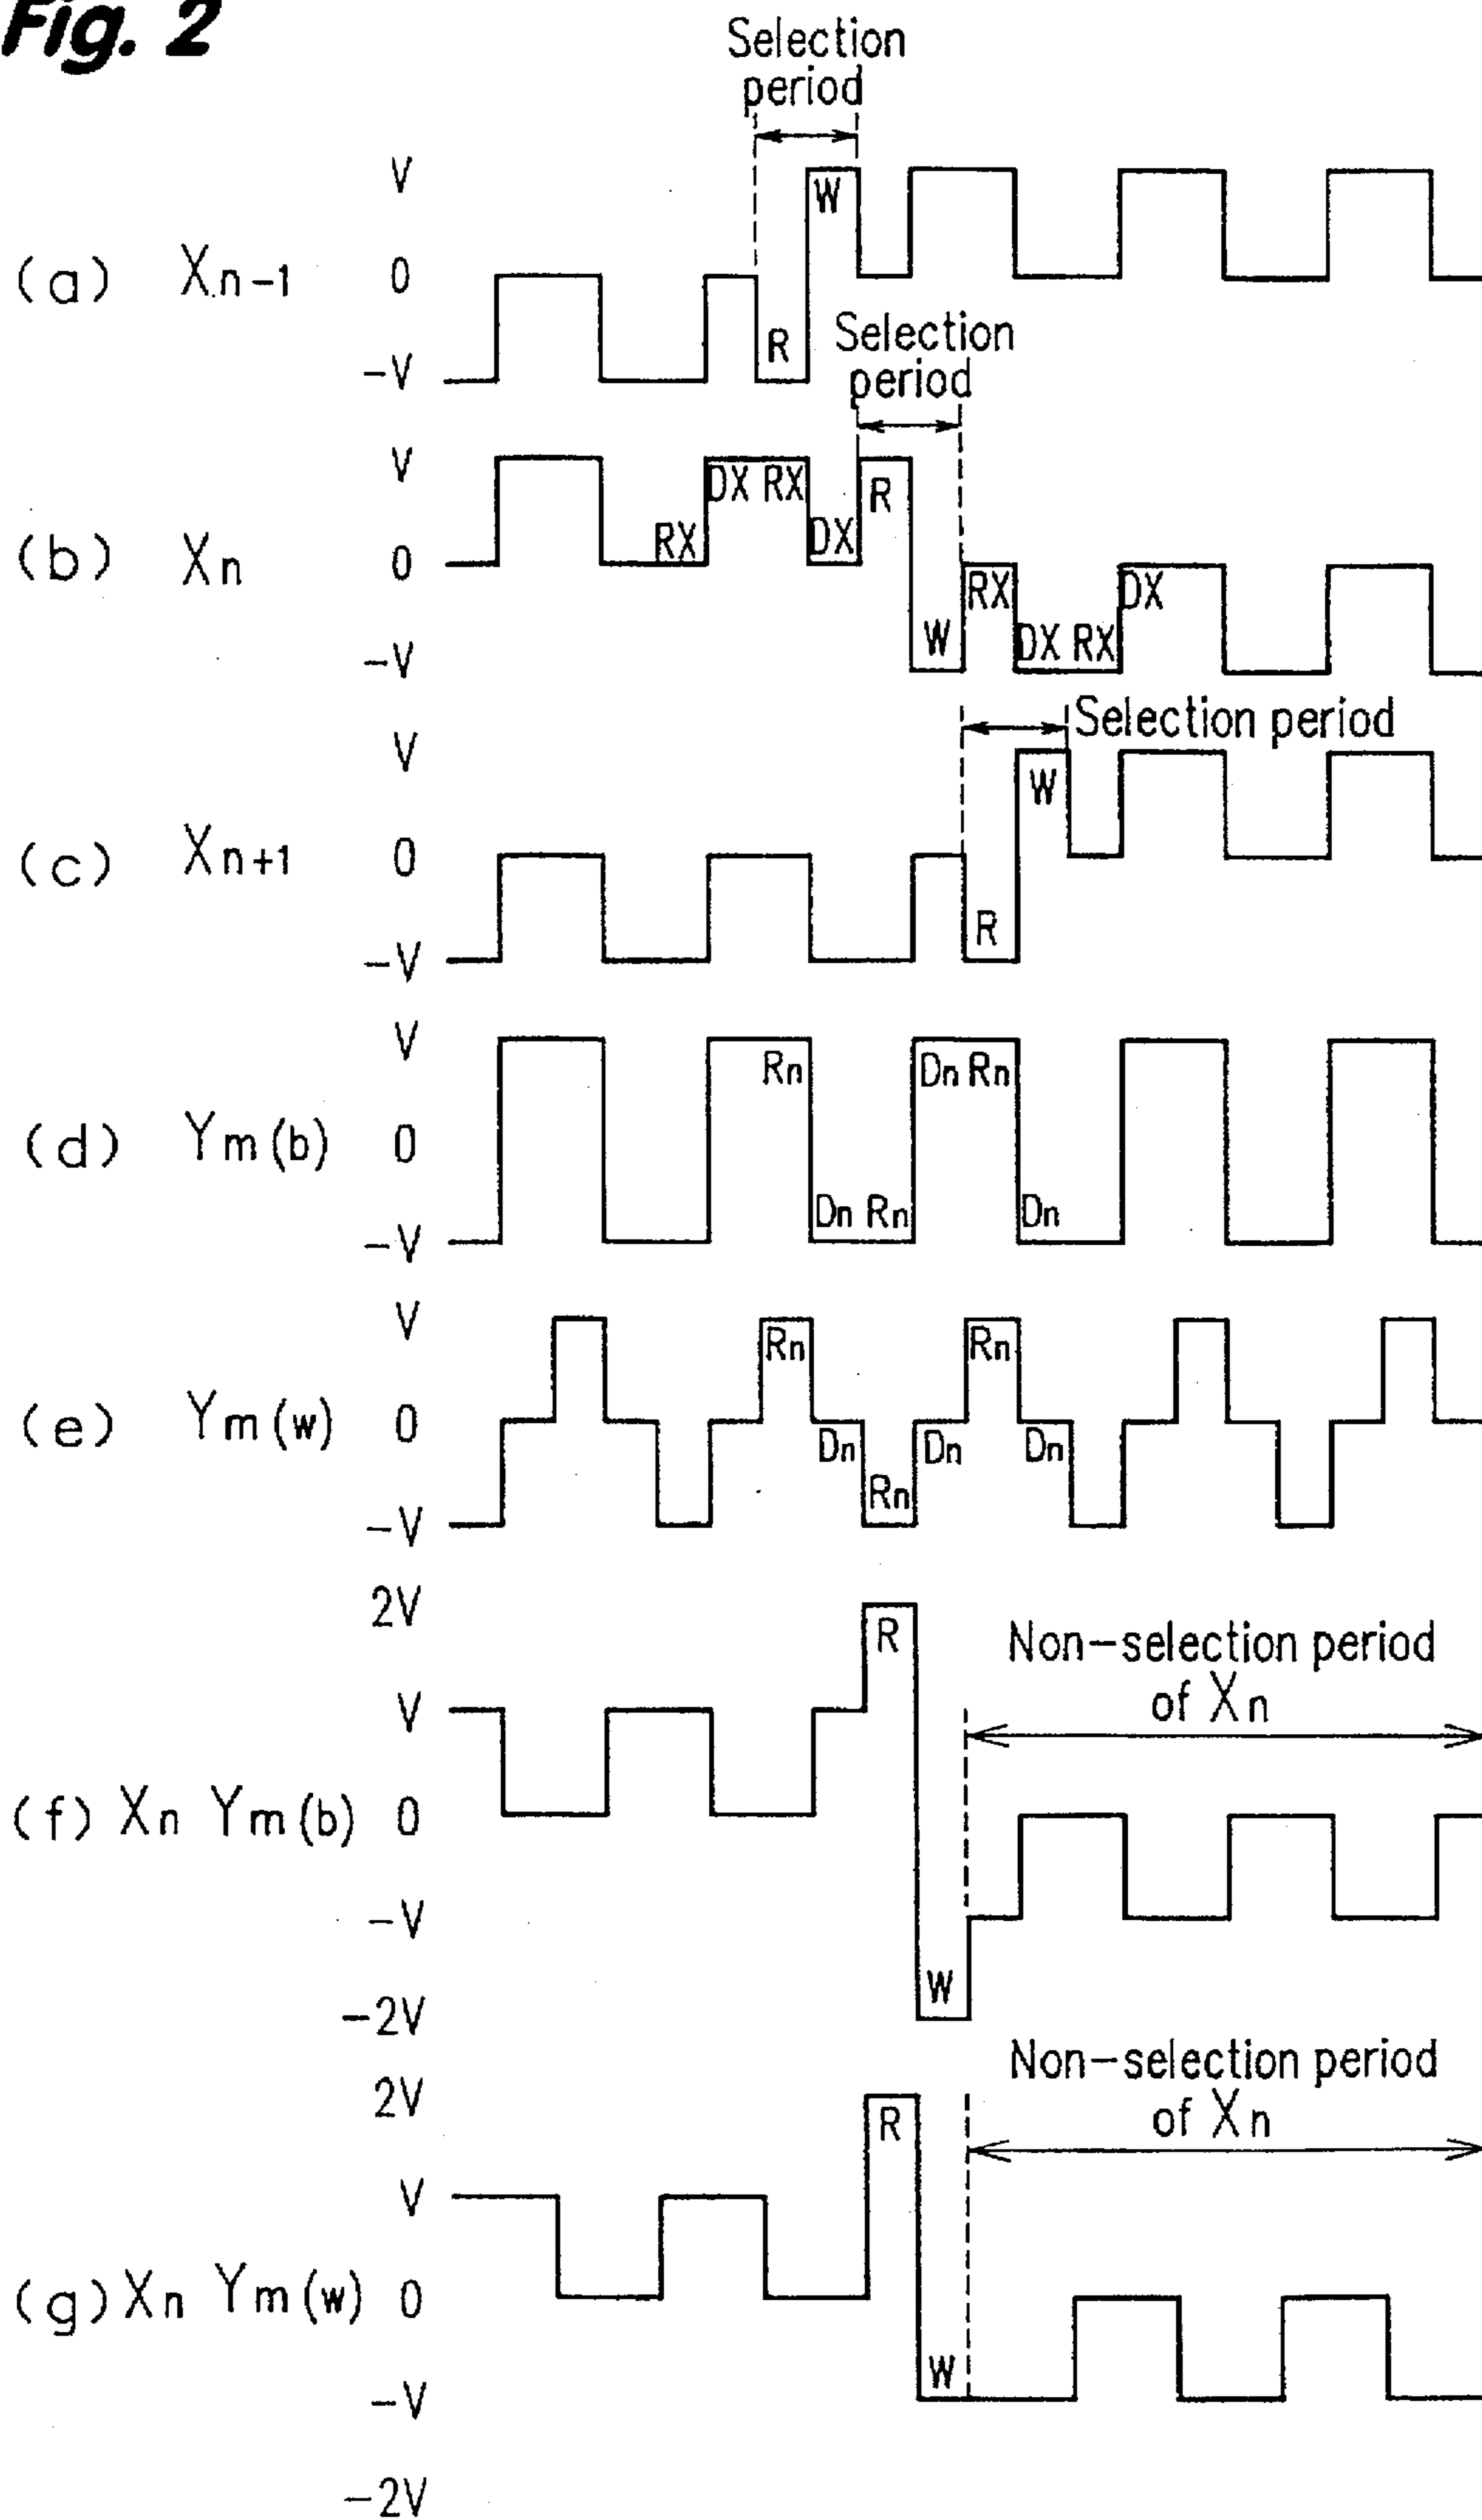 Fig. 2
Selection
period
V
W
(a) Xn-1 0
R
-V
Selection
period
V
DX RX
R
RX
DX
(b) Xn 0
RX
DX
W
DX RX
-V
Selection period
V
W
(c) Xn+1 0
R
-V
V
Rn
Dn Rn
(d) Ym(b) 0
Dn Rn
Dn
-V
V
Rn
Rn
(e) Ym(w) 0
Dn
Dn
Dn
Rn
-V
2V
R
Non-selection period
of Xn
V
(f) Xn Ym(b) 0
-V
W
-2V
Non-selection period
of Xn
2V
R
V
(g) Xn Ym(w) 0
W
-V
-2V